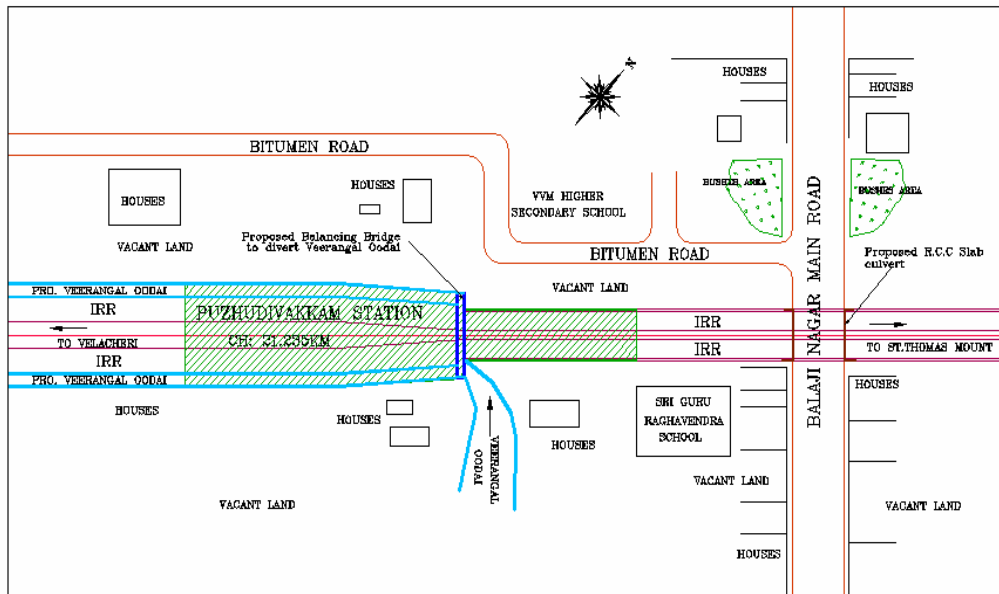 N
HOUSES
HOUSES
BITUMEN ROAD
HOUSES
VVM HIGHER
SECONDARY SCHOOL
BUSHES AREA
BUSHES AREA
HOUSES
VACANT LAND
Proposed Balancing Bridge
to divert Veerangal Oodai
BITUMEN ROAD
BALAJI NAGAR MAIN ROAD
Proposed R.C.C Slab
culvert
VACANT LAND
PRO. VEERANGAL OODAI
IRR
PUZHUDIVAKKAM STATION
CH: 21.235KM
IRR
TO VELACHERI
IRR
IRR
TO ST.THOMAS MOUNT
PRO. VEERANGAL OODAI
HOUSES
HOUSES
HOUSES
VEERANGAL
OODAI
SRI GURU
RAGHAVENDRA
SCHOOL
HOUSES
VACANT LAND
VACANT LAND
VACANT LAND
HOUSES